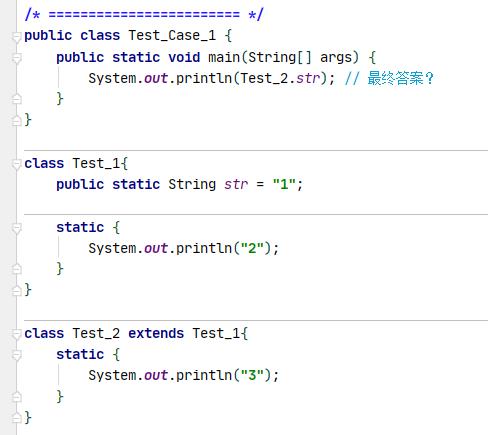 /* ======================= */
public class Test_Case_1 {
public static void main(String[] args) {
System.out.println(Test_2.str); // 最终答案？
}
}
class Test_1{
public static String str = "1";
static {
System.out.println("2");
}
}
class Test_2 extends Test_1{
static {
System.out.println("3");
}
}